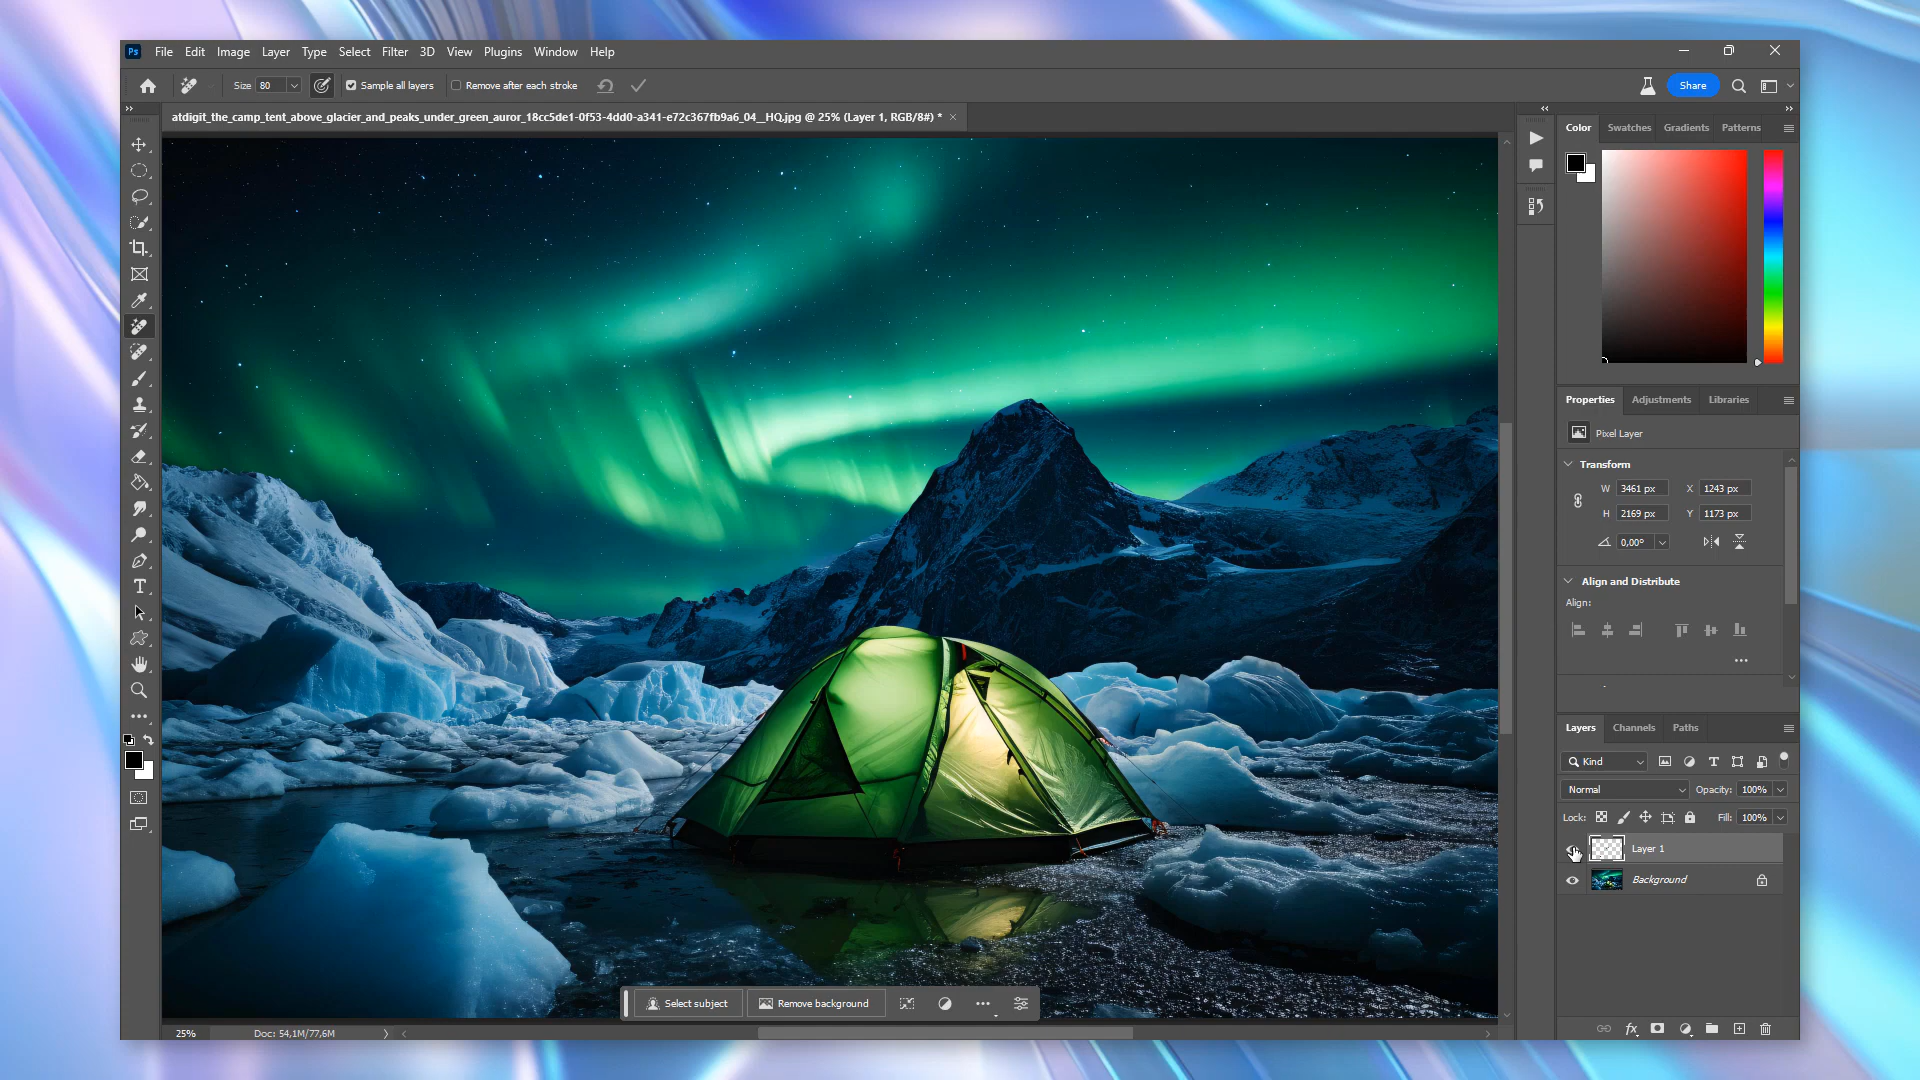 Ps File Edit Image Layer Type Select Filter 3D View Plugins Window Help
Size 80 Sample all layers Remove after each stroke Share
atdigit_the_camp_tent_above_glacier_and_peaks_under_green_auror_18cc5de1-0f53-4dd0-a341-e72c367fb9a6_04__HQ.jpg @ 25% (Layer 1, RGB/8#) *
Color Swatches Gradients Patterns
Properties Adjustments Libraries
Pixel Layer
Transform
W 3461 px X 1243 px
H 2169 px Y 1173 px
0,00°
Align and Distribute
Align:
Layers Channels Paths
Kind
Normal Opacity: 100%
Lock: Fill: 100%
Layer 1
Background
Select subject Remove background
25% Doc: 54,1M/77,6M